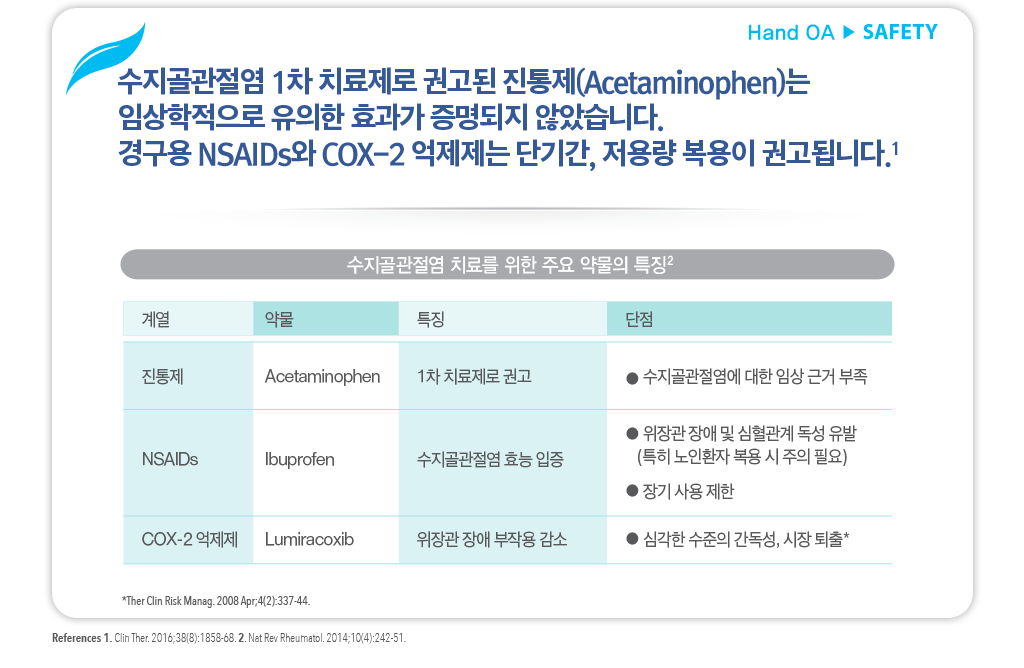 Hand OA ▶ SAFETY
수지골관절염 1차 치료제로 권고된 진통제(Acetaminophen)는
임상학적으로 유의한 효과가 증명되지 않았습니다.
경구용 NSAIDs와 COX-2 억제제는 단기간, 저용량 복용이 권고됩니다.1
수지골관절염 치료를 위한 주요 약물의 특징2
계열 약물 특징 단점
진통제 Acetaminophen 1차 치료제로 권고 ● 수지골관절염에 대한 임상 근거 부족
NSAIDs Ibuprofen 수지골관절염 효능 입증 ● 위장관 장애 및 심혈관계 독성 유발
(특히 노인환자 복용 시 주의 필요)
● 장기 사용 제한
COX-2 억제제 Lumiracoxib 위장관 장애 부작용 감소 ● 심각한 수준의 간독성, 시장 퇴출*
*Ther Clin Risk Manag. 2008 Apr;4(2):337-44.
References 1. Clin Ther. 2016;38(8):1858-68. 2. Nat Rev Rheumatol. 2014;10(4):242-51.